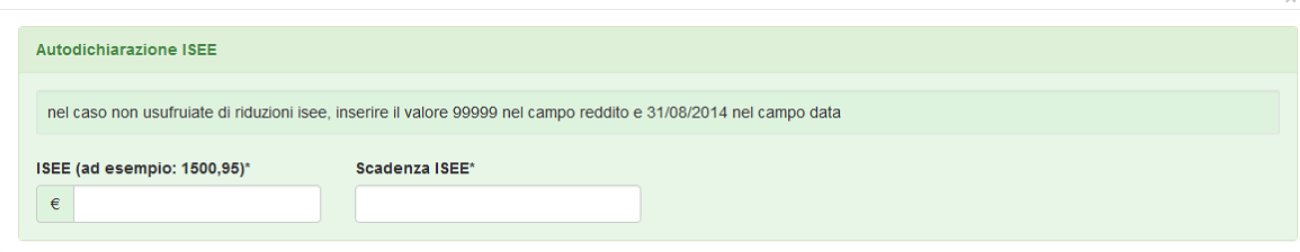 Autodichiarazione ISEE
nel caso non usufruiate di riduzioni isee, inserire il valore 99999 nel campo reddito e 31/08/2014 nel campo data
ISEE (ad esempio: 1500,95)* Scadenza ISEE*
€